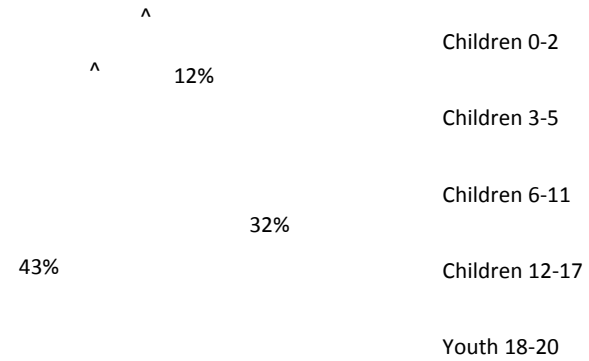 ^
^
12%
32%
43%
Children 0-2
Children 3-5
Children 6-11
Children 12-17
Youth 18-20